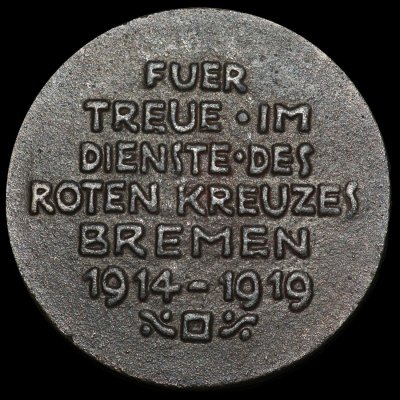 FUER
TREUE · IM
DIENSTE · DES
ROTEN KREUZES
BREMEN
1914 - 1919